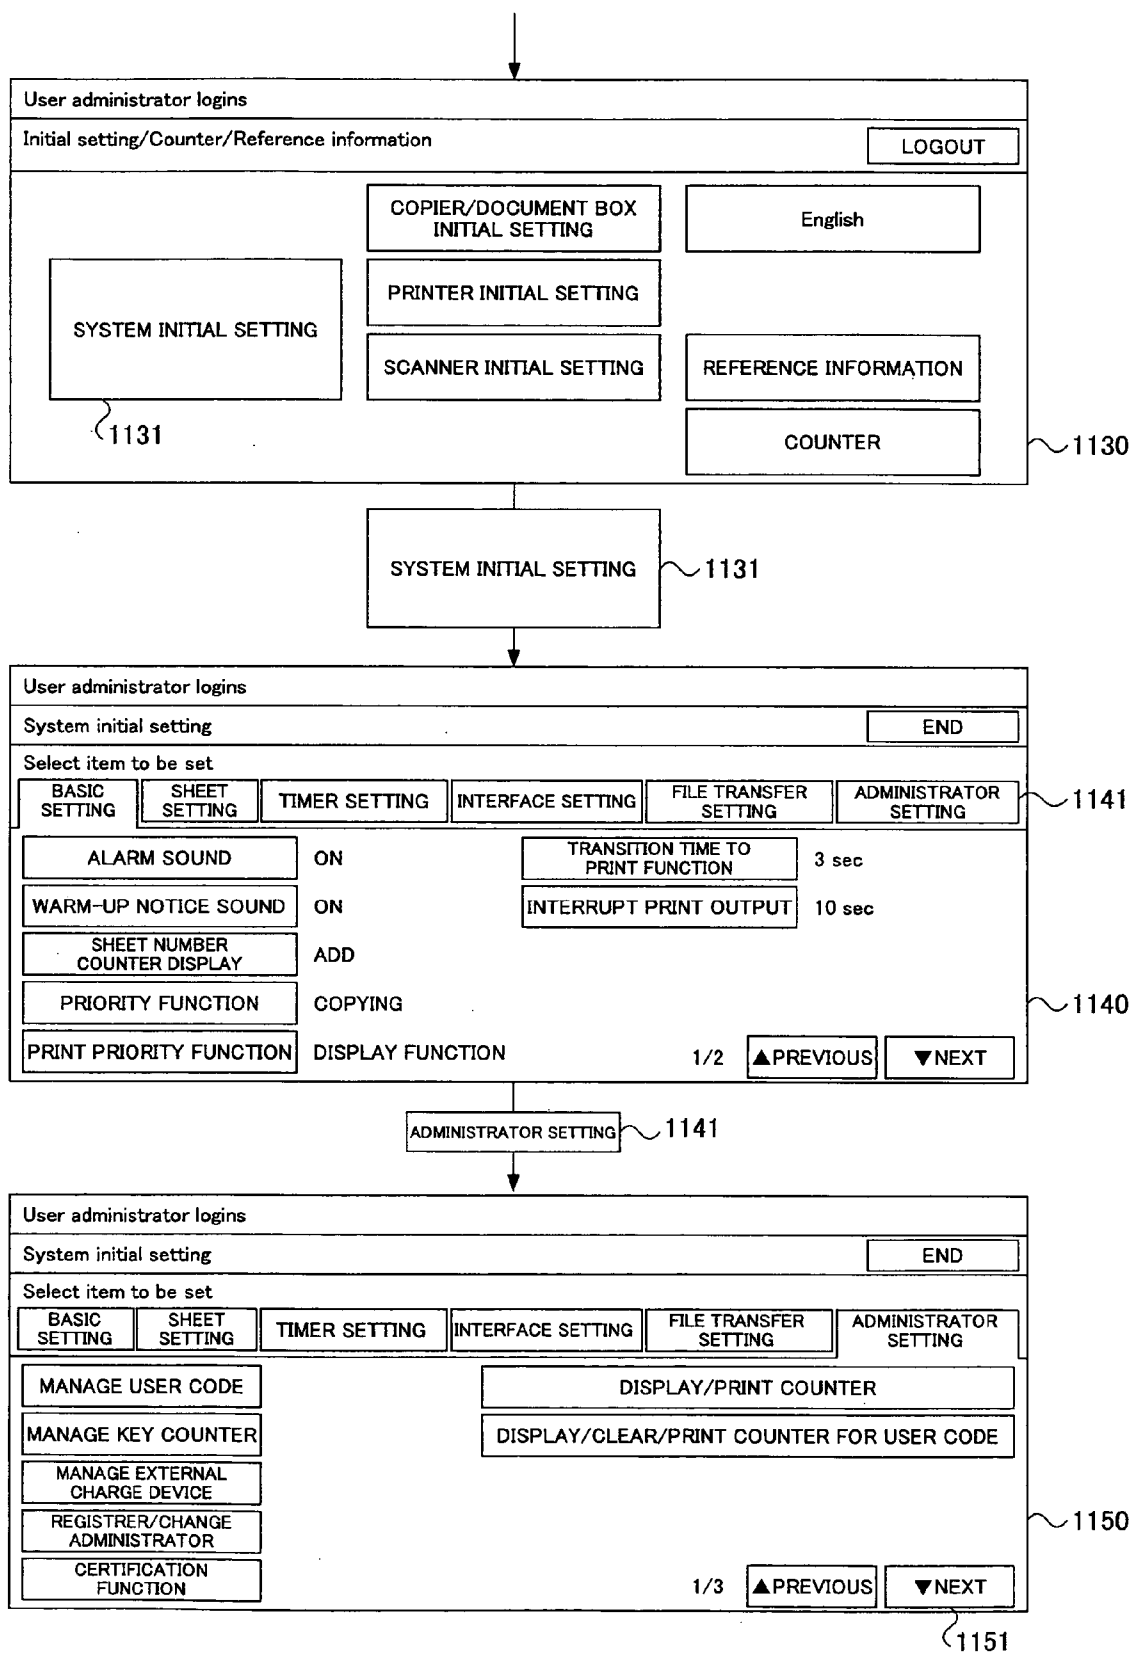 User administrator logins
Initial setting/Counter/Reference information
LOGOUT
COPIER/DOCUMENT BOX
INITIAL SETTING
English
SYSTEM INITIAL SETTING
PRINTER INITIAL SETTING
SCANNER INITIAL SETTING
REFERENCE INFORMATION
COUNTER
1131
1130
SYSTEM INITIAL SETTING
1131
User administrator logins
System initial setting
END
Select item to be set
BASIC
SETTING
SHEET
SETTING
TIMER SETTING
INTERFACE SETTING
FILE TRANSFER
SETTING
ADMINISTRATOR
SETTING
1141
ALARM SOUND
ON
TRANSITION TIME TO
PRINT FUNCTION
3 sec
WARM-UP NOTICE SOUND
ON
INTERRUPT PRINT OUTPUT
10 sec
SHEET NUMBER
COUNTER DISPLAY
ADD
PRIORITY FUNCTION
COPYING
1140
PRINT PRIORITY FUNCTION
DISPLAY FUNCTION
1/2
▲PREVIOUS
▼NEXT
ADMINISTRATOR SETTING
1141
User administrator logins
System initial setting
END
Select item to be set
BASIC
SETTING
SHEET
SETTING
TIMER SETTING
INTERFACE SETTING
FILE TRANSFER
SETTING
ADMINISTRATOR
SETTING
MANAGE USER CODE
DISPLAY/PRINT COUNTER
MANAGE KEY COUNTER
DISPLAY/CLEAR/PRINT COUNTER FOR USER CODE
MANAGE EXTERNAL
CHARGE DEVICE
REGISTRER/CHANGE
ADMINISTRATOR
1150
CERTIFICATION
FUNCTION
1/3
▲PREVIOUS
▼NEXT
1151